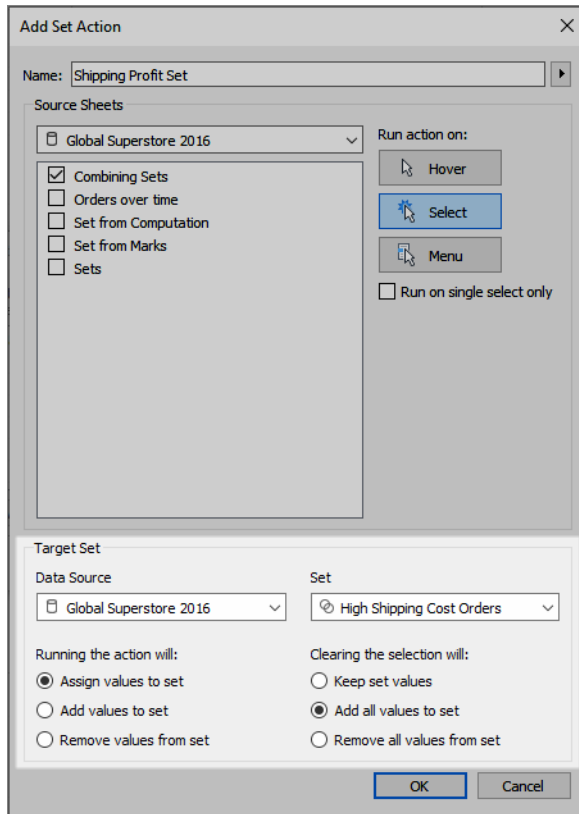 Add Set Action
Name: Shipping Profit Set
Source Sheets
Global Superstore 2016
Combining Sets
Orders over time
Set from Computation
Set from Marks
Sets
Run action on:
Hover
Select
Menu
Run on single select only
Target Set
Data Source
Global Superstore 2016
Set
High Shipping Cost Orders
Running the action will:
Assign values to set
Add values to set
Remove values from set
Clearing the selection will:
Keep set values
Add all values to set
Remove all values from set
OK
Cancel